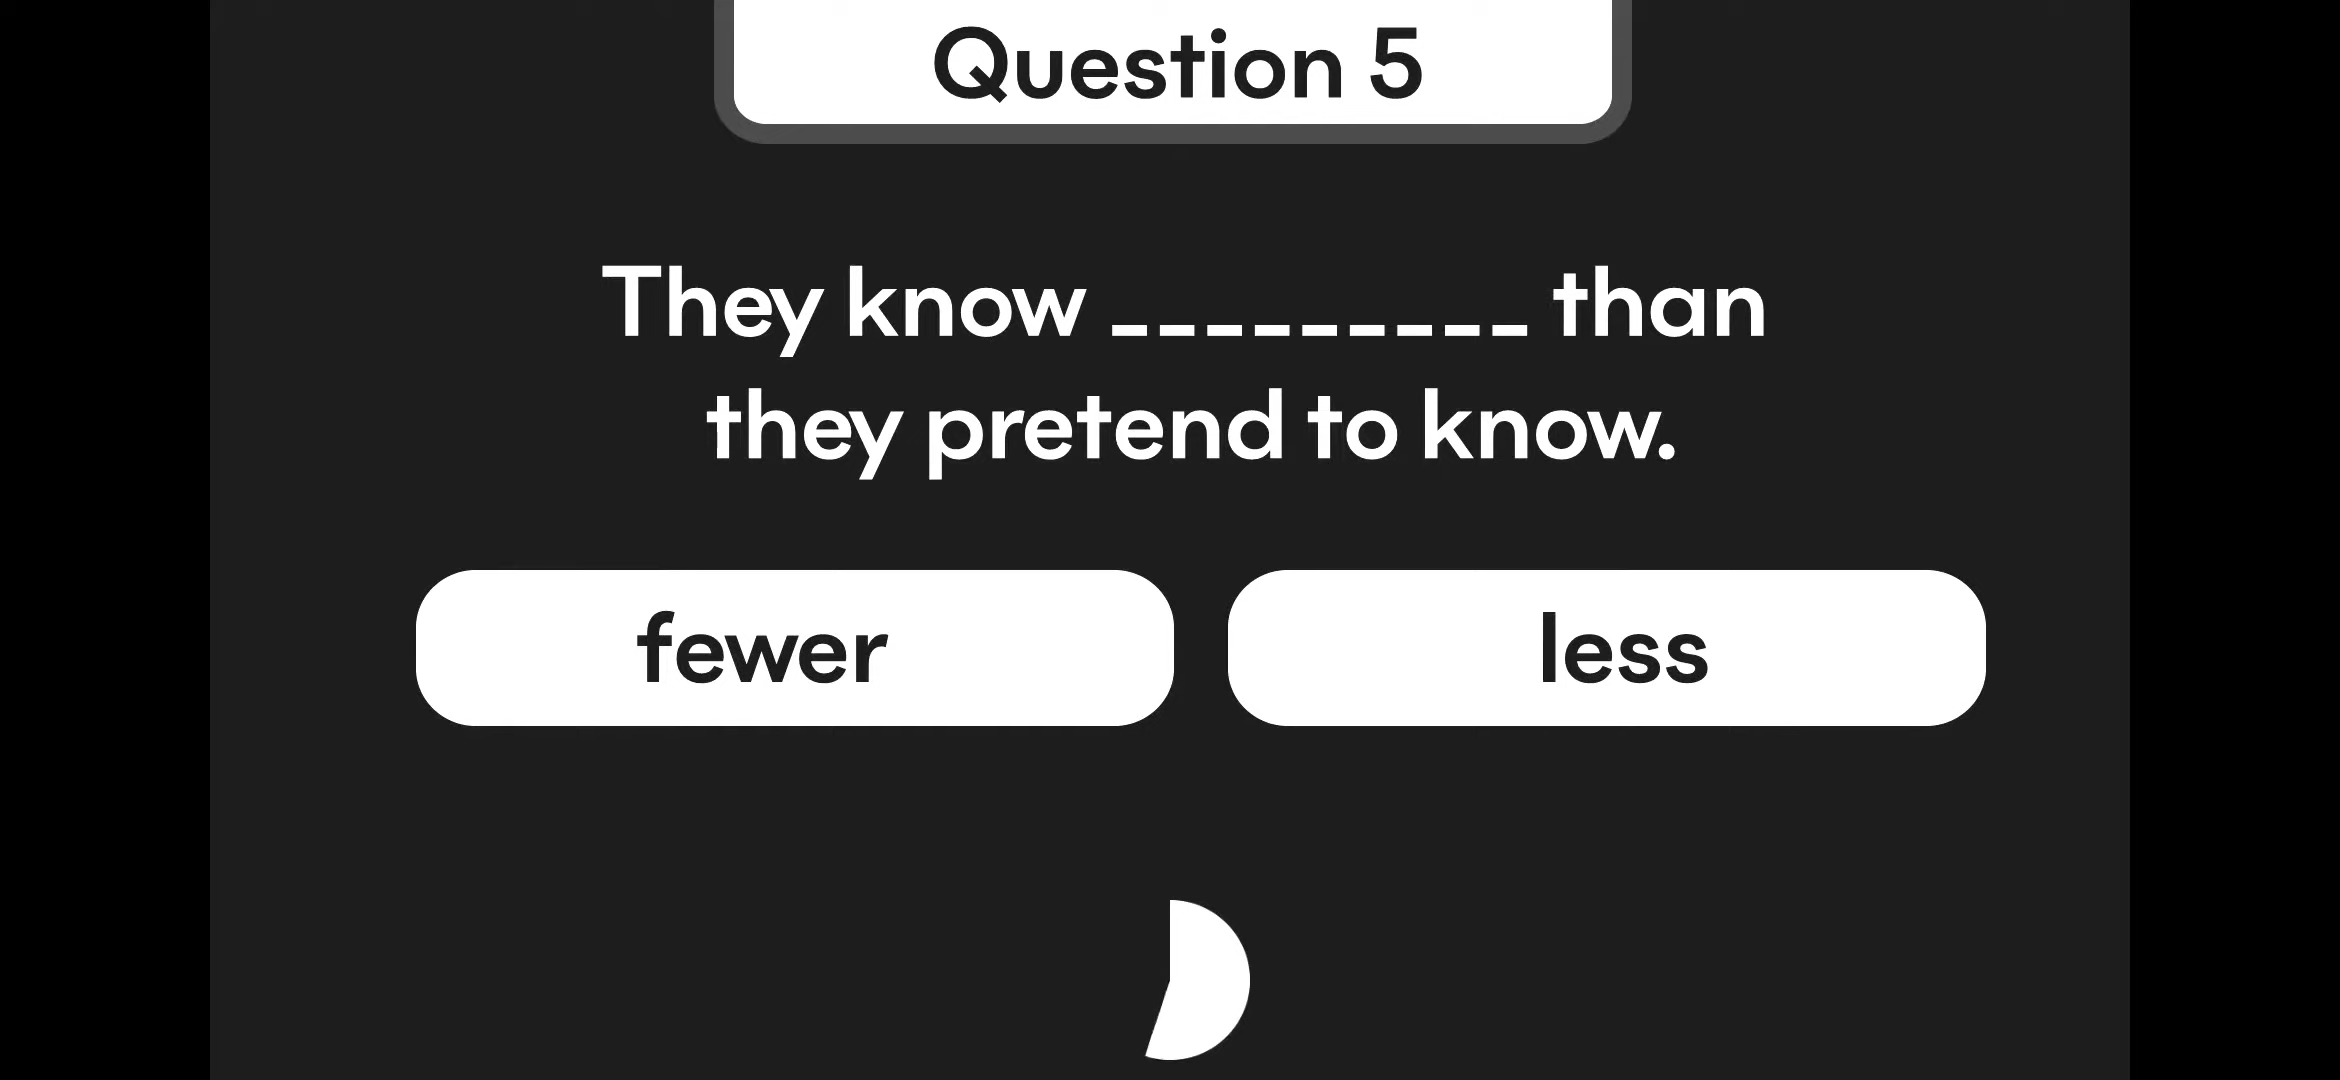 Question 5
They know _________ than
they pretend to know.
fewer
less